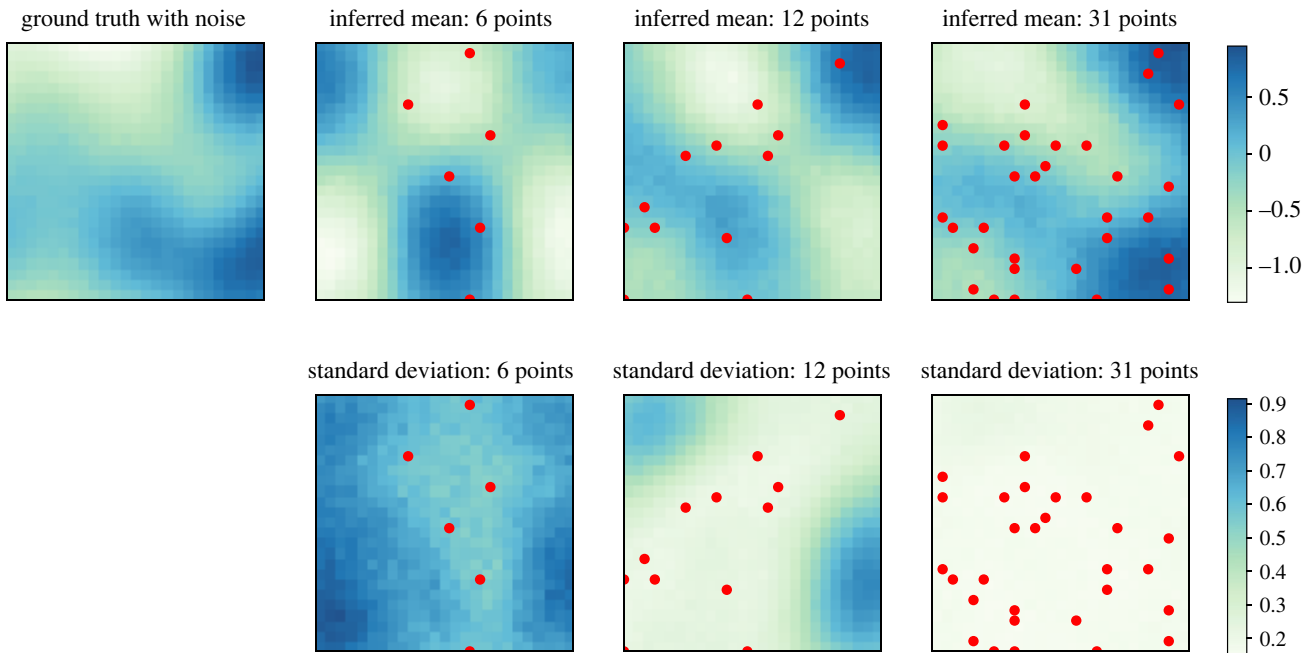 ground truth with noise
inferred mean: 6 points
inferred mean: 12 points
inferred mean: 31 points
0.5
0
–0.5
–1.0
standard deviation: 6 points
standard deviation: 12 points
standard deviation: 31 points
0.9
0.8
0.7
0.6
0.5
0.4
0.3
0.2